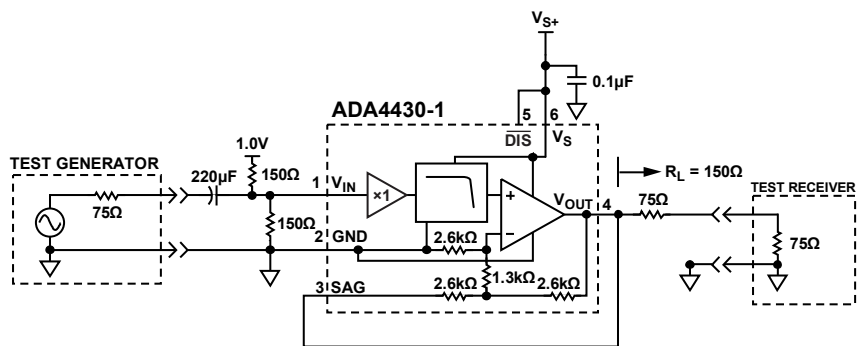 VS+
0.1µF
ADA4430-1
5
6
DIS
VS
1.0V
TEST GENERATOR
220µF
150Ω
1
VIN
×1
RL = 150Ω
TEST RECEIVER
75Ω
150Ω
+
VOUT
4
75Ω
75Ω
2
GND
2.6kΩ
–
1.3kΩ
3
SAG
2.6kΩ
2.6kΩ